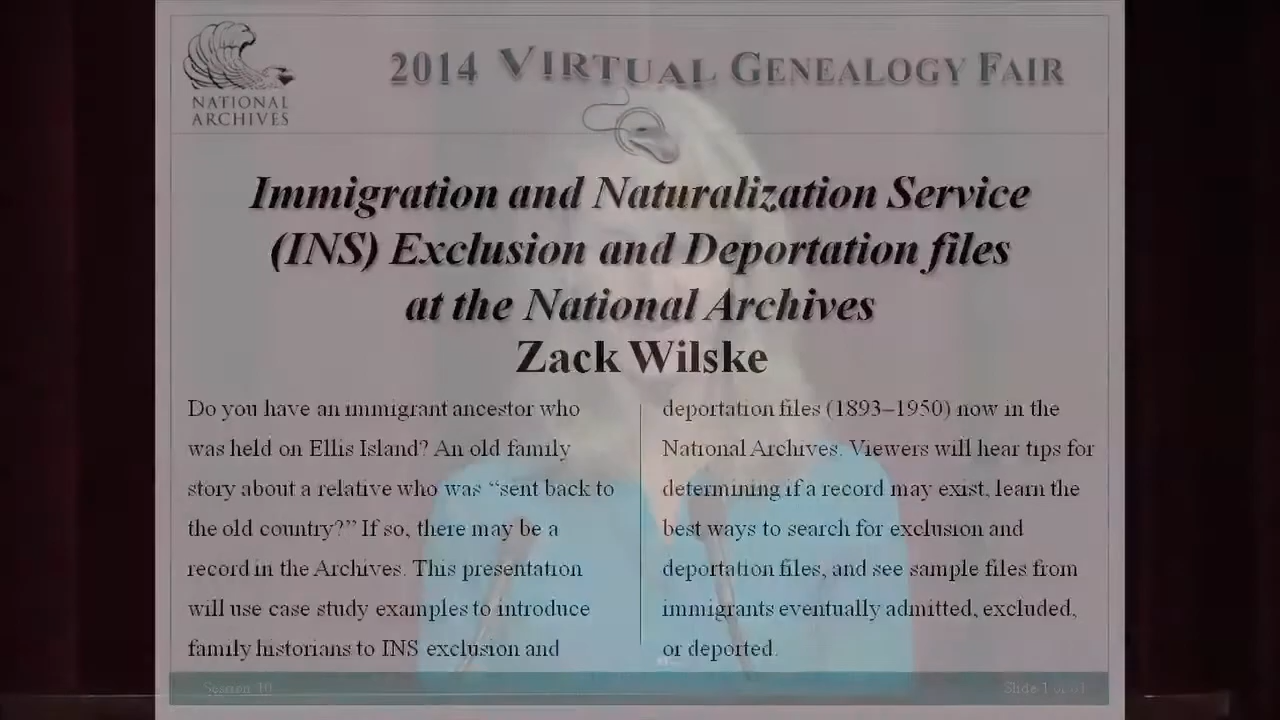 2014 VIRTUAL GENEALOGY FAIR
NATIONAL
ARCHIVES
Immigration and Naturalization Service
(INS) Exclusion and Deportation files
at the National Archives
Zack Wilske
Do you have an immigrant ancestor who
was held on Ellis Island? An old family
story about a relative who was “sent back to
the old country?” If so, there may be a
record in the Archives. This presentation
will use case study examples to introduce
family historians to INS exclusion and
deportation files (1893–1950) now in the
National Archives. Viewers will hear tips for
determining if a record may exist, learn the
best ways to search for exclusion and
deportation files, and see sample files from
immigrants eventually admitted, excluded,
or deported.
Session 10
Slide 1 of